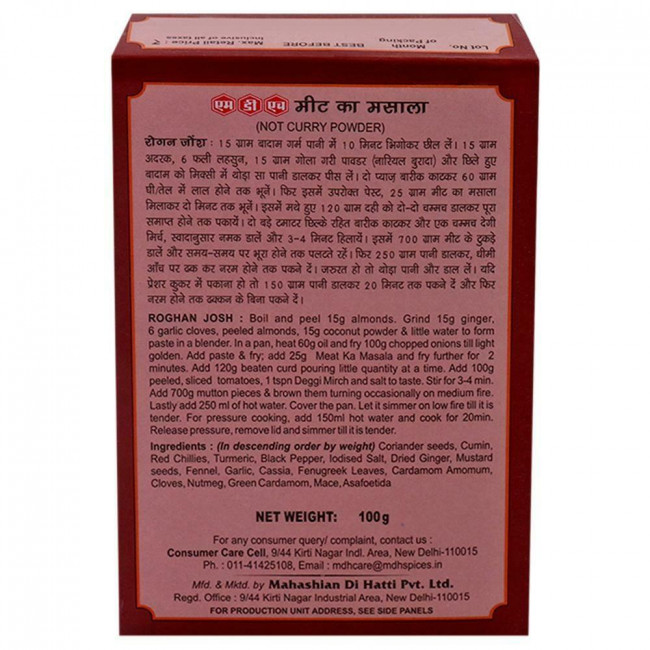 Lot No.
Month
of Packing
BEST BEFORE
Max. Retail Price : ₹
Inclusive of all taxes
एम डी एच मीट का मसाला
(NOT CURRY POWDER)
रोगन जोंश : 15 ग्राम बादाम गर्म पानी में 10 मिनट भिगोकर छील लें। 15 ग्राम
अदरक, 6 फली लहसुन, 15 ग्राम गोला गरी पावडर (नारियल बुरादा) और छिले हुए
बादाम को मिक्सी में थोड़ा सा पानी डालकर पीस लें। दो प्याज़ बारीक काटकर 60 ग्राम
घी/तेल में लाल होने तक भूनें। फिर इसमें उपरोक्त पेस्ट, 25 ग्राम मीट का मसाला
मिलाकर दो मिनट तक भूनें। इसमें मथे हुए 120 ग्राम दही को दो-दो चम्मच डालकर पूरा
समाप्त होने तक पकायें। दो बड़े टमाटर छिल्के रहित बारीक काटकर और एक चम्मच देगी
मिर्च, स्वादानुसार नमक डालें और 3-4 मिनट हिलायें। इसमें 700 ग्राम मीट के टुकड़े
डालें और समय-समय पर भूरा होने तक पलटते रहें। फिर 250 ग्राम पानी डालकर, धीमी
आँच पर ढक कर नरम होने तक पकने दें। जरुरत हो तो थोड़ा पानी और डाल लें। यदि
प्रेशर कुकर में पकाना हो तो 150 ग्राम पानी डालकर 20 मिनट तक पकने दें और फिर
नरम होने तक ढक्कन के बिना पकने दें।
ROGHAN JOSH : Boil and peel 15g almonds. Grind 15g ginger,
6 garlic cloves, peeled almonds, 15g coconut powder & little water to form
paste in a blender. In a pan, heat 60g oil and fry 100g chopped onions till light
golden. Add paste & fry; add 25g Meat Ka Masala and fry further for 2
minutes. Add 120g beaten curd pouring little quantity at a time. Add 100g
peeled, sliced tomatoes, 1 tspn Deggi Mirch and salt to taste. Stir for 3-4 min.
Add 700g mutton pieces & brown them turning occasionally on medium fire.
Lastly add 250 ml of hot water. Cover the pan. Let it simmer on low fire till it is
tender. For pressure cooking, add 150ml hot water and cook for 20min.
Release pressure, remove lid and simmer till it is tender.
Ingredients : (In descending order by weight) Coriander seeds, Cumin,
Red Chillies, Turmeric, Black Pepper, Iodised Salt, Dried Ginger, Mustard
seeds, Fennel, Garlic, Cassia, Fenugreek Leaves, Cardamom Amomum,
Cloves, Nutmeg, Green Cardamom, Mace, Asafoetida
NET WEIGHT: 100g
For any consumer query/ complaint, contact us :
Consumer Care Cell, 9/44 Kirti Nagar Indl. Area, New Delhi-110015
Ph. : 011-41425108, Email : mdhcare@mdhspices.in
Mfd. & Mktd. by Mahashian Di Hatti Pvt. Ltd.
Regd. Office : 9/44 Kirti Nagar Industrial Area, New Delhi-110015
FOR PRODUCTION UNIT ADDRESS, SEE SIDE PANELS